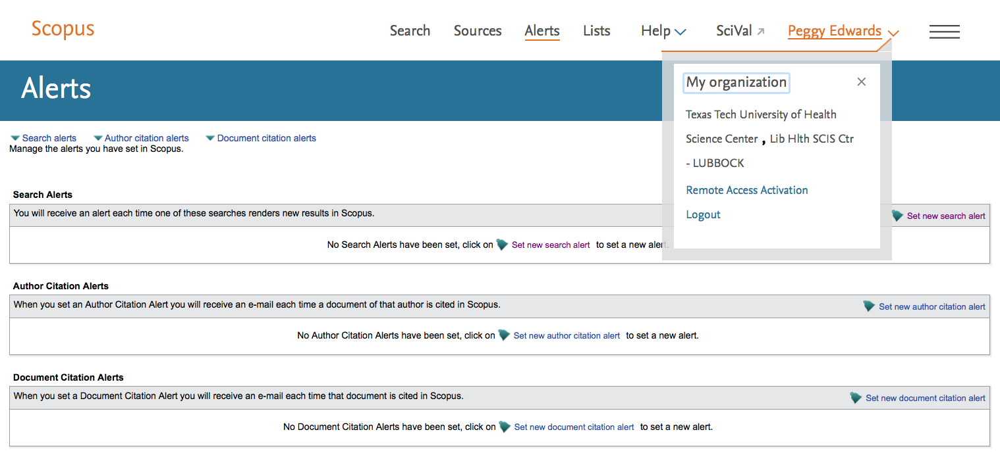 Scopus
Search Sources Alerts Lists Help SciVal Peggy Edwards
Alerts
My organization
Texas Tech University of Health
Science Center , Lib Hlth SCIS Ctr
- LUBBOCK
Remote Access Activation
Logout
Search alerts Author citation alerts Document citation alerts
Manage the alerts you have set in Scopus.
Search Alerts
You will receive an alert each time one of these searches renders new results in Scopus. Set new search alert
No Search Alerts have been set, click on Set new search alert to set a new alert.
Author Citation Alerts
When you set an Author Citation Alert you will receive an e-mail each time a document of that author is cited in Scopus. Set new author citation alert
No Author Citation Alerts have been set, click on Set new author citation alert to set a new alert.
Document Citation Alerts
When you set a Document Citation Alert you will receive an e-mail each time that document is cited in Scopus. Set new document citation alert
No Document Citation Alerts have been set, click on Set new document citation alert to set a new alert.